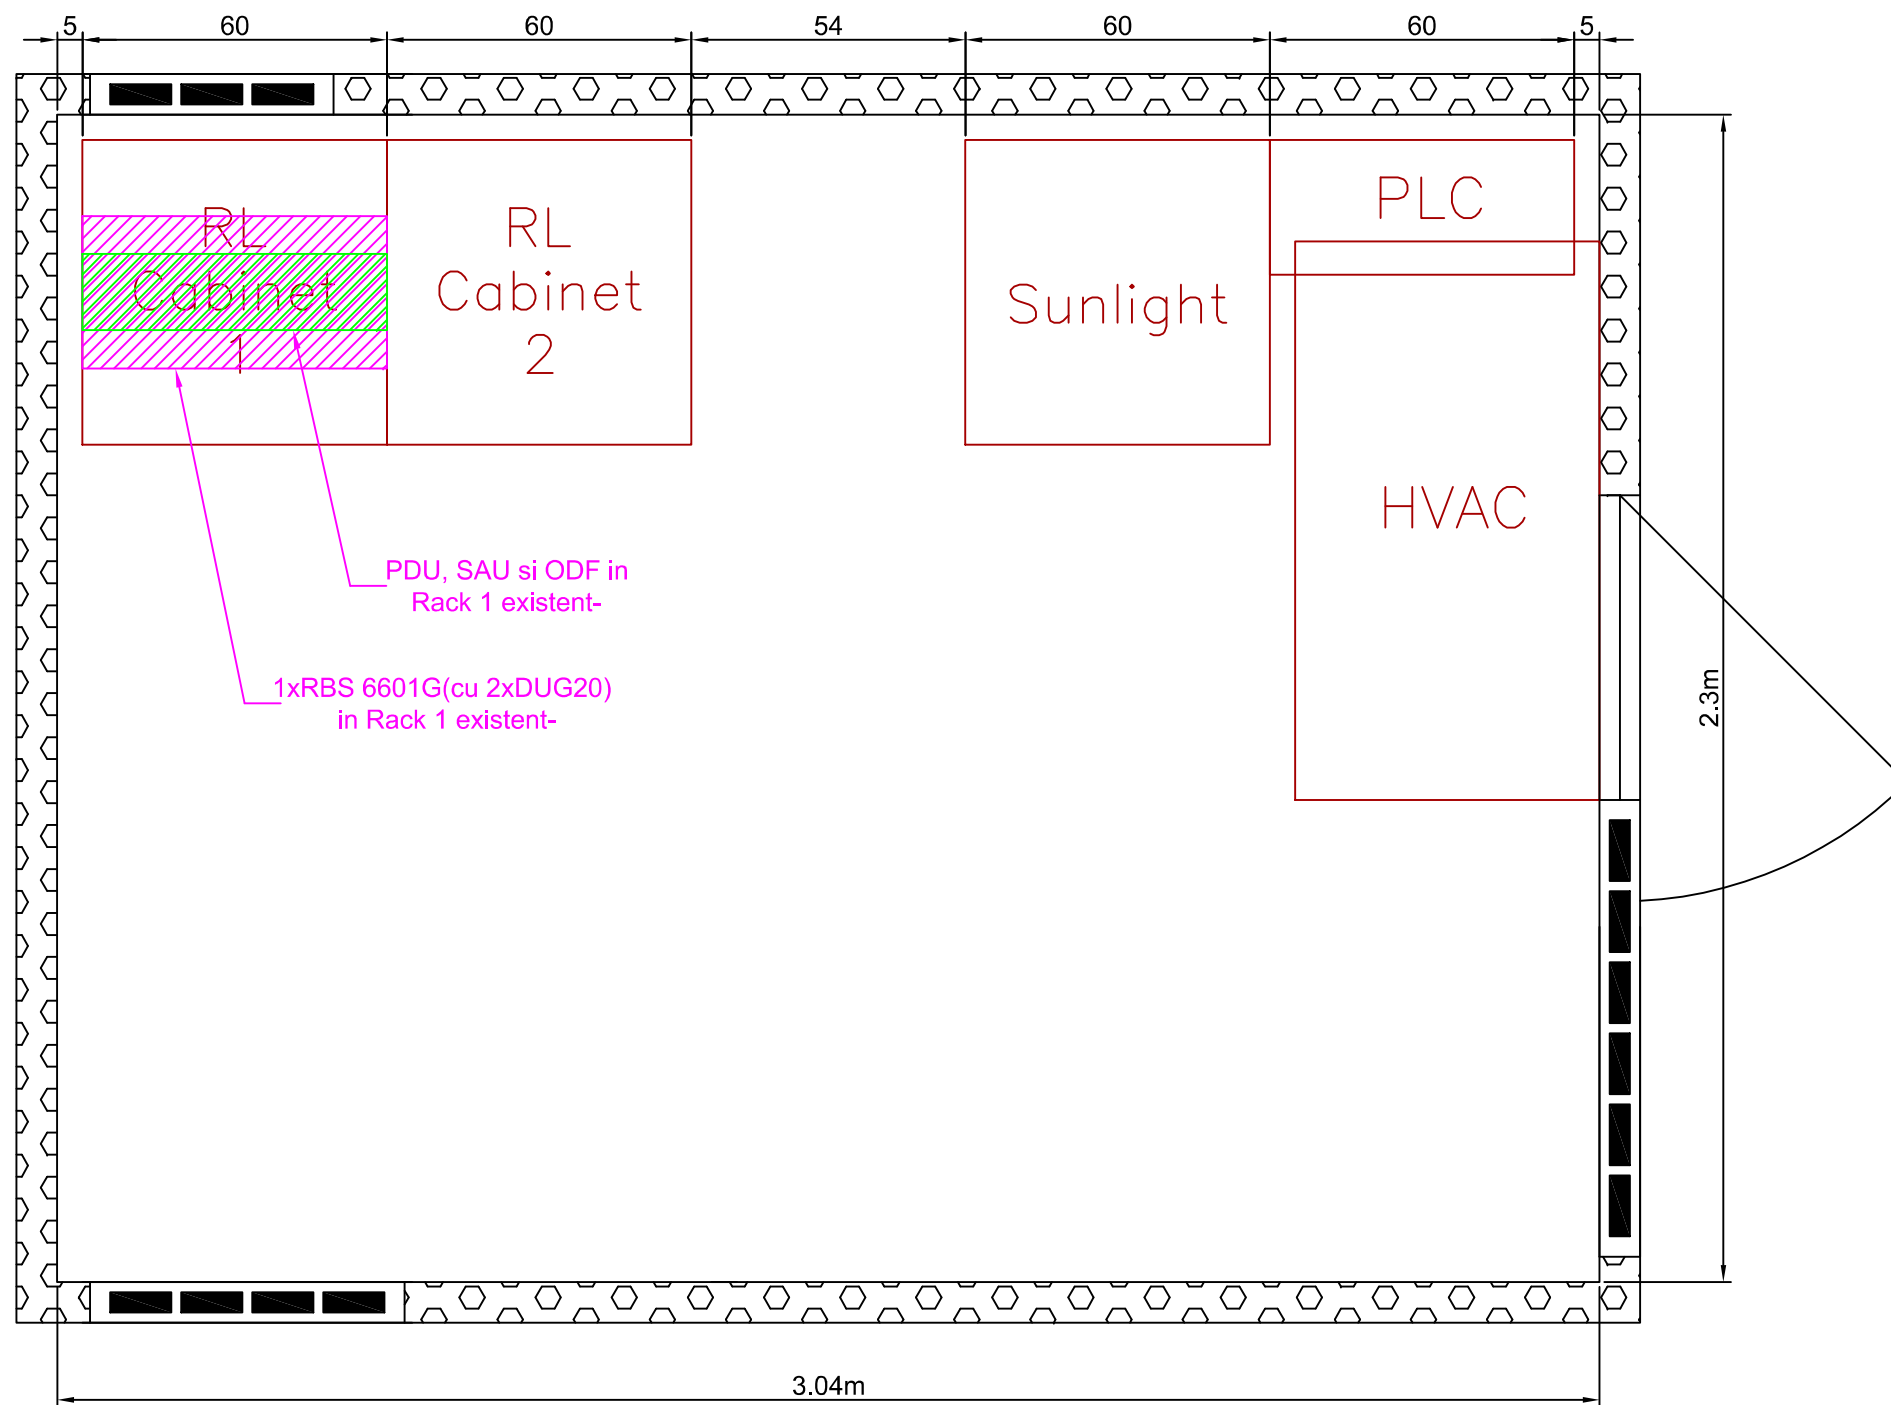 5 60 60 54 60 60 5
RL
Cabinet
1
RL
Cabinet
2
Sunlight
PLC
HVAC
PDU, SAU si ODF in
Rack 1 existent-
1xRBS 6601G(cu 2xDUG20)
in Rack 1 existent-
2.3m
3.04m